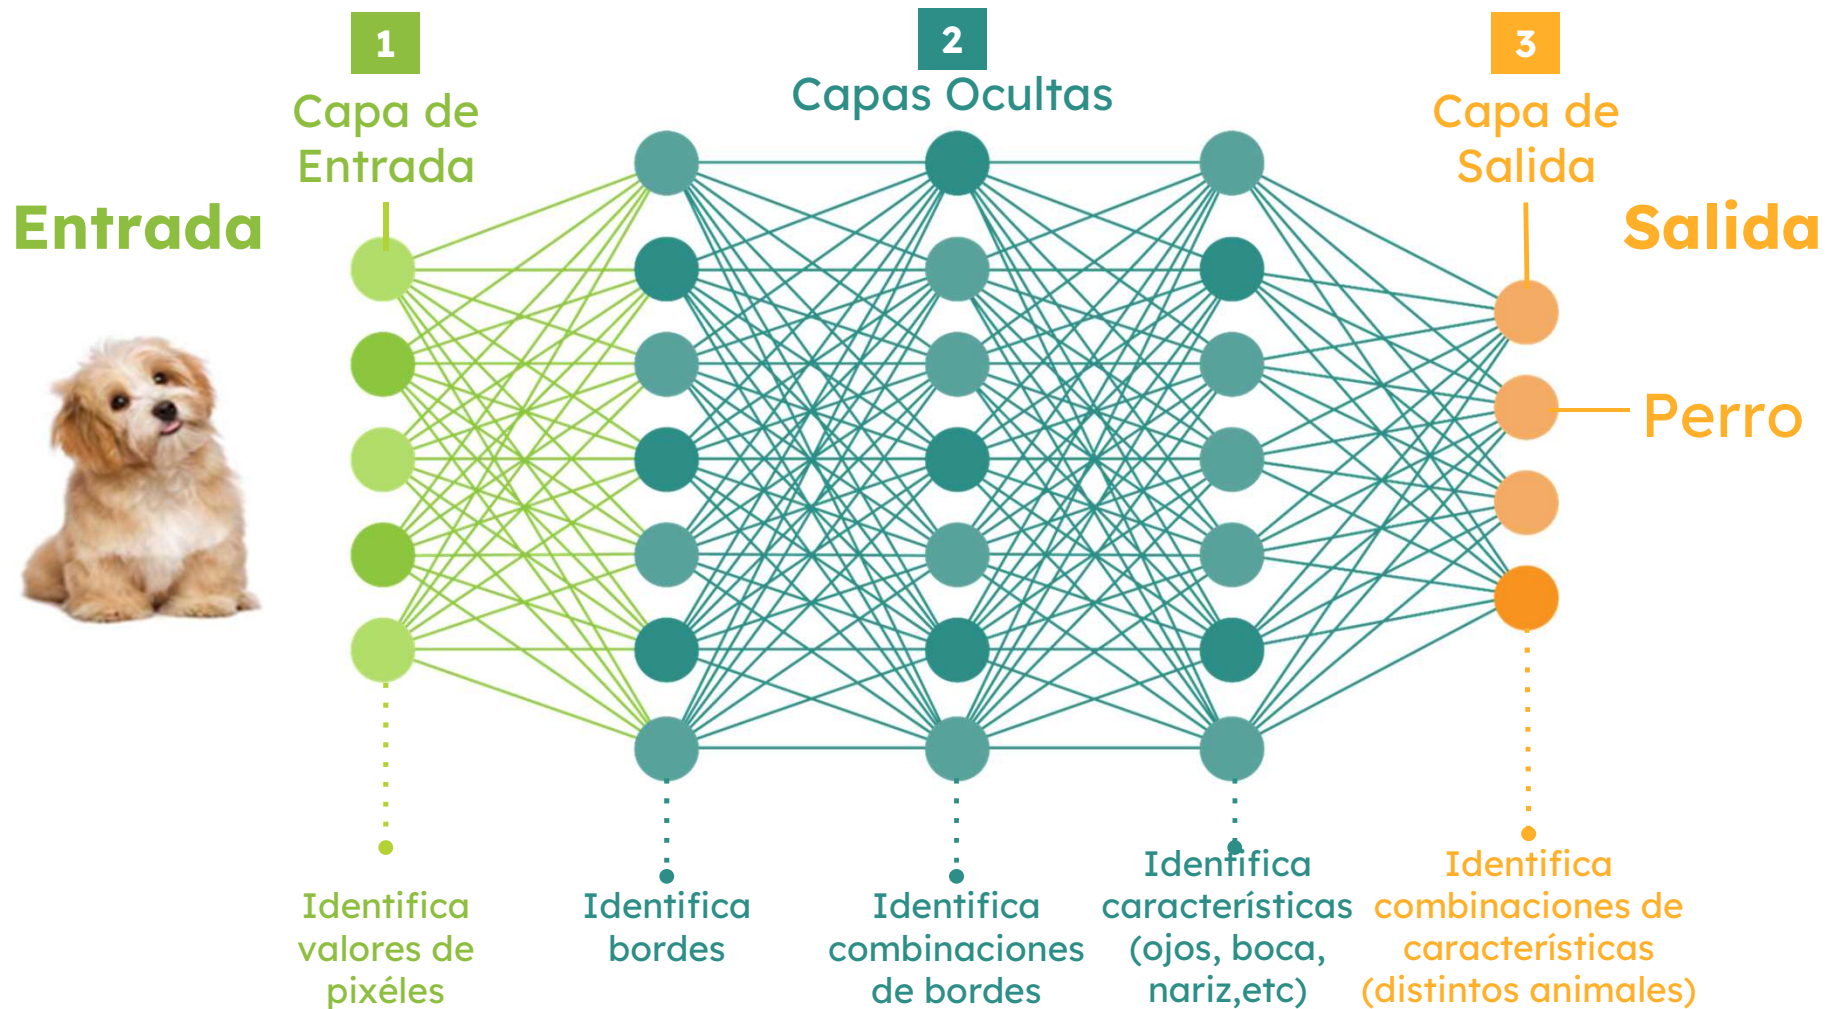 1
Capa de
Entrada
2
Capas Ocultas
3
Capa de
Salida
Entrada
Salida
Perro
Identifica
valores de
pixéles
Identifica
bordes
Identifica
combinaciones
de bordes
Identifica
características
(ojos, boca,
nariz,etc)
Identifica
combinaciones de
características
(distintos animales)